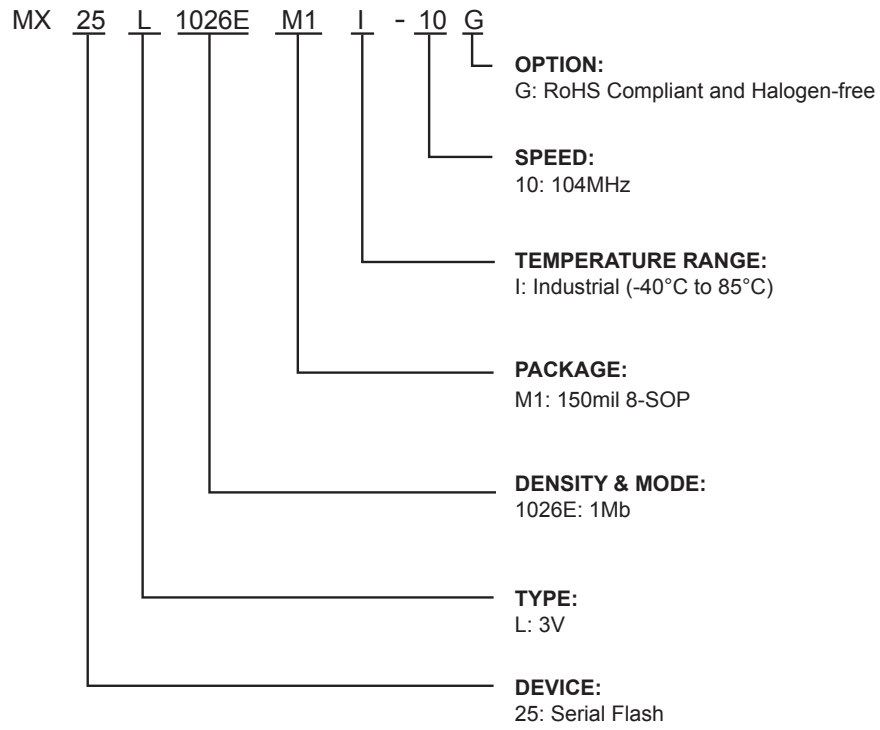 MX 25 L 1026E M1 I - 10 G
OPTION:
G: RoHS Compliant and Halogen-free
SPEED:
10: 104MHz
TEMPERATURE RANGE:
I: Industrial (-40°C to 85°C)
PACKAGE:
M1: 150mil 8-SOP
DENSITY & MODE:
1026E: 1Mb
TYPE:
L: 3V
DEVICE:
25: Serial Flash